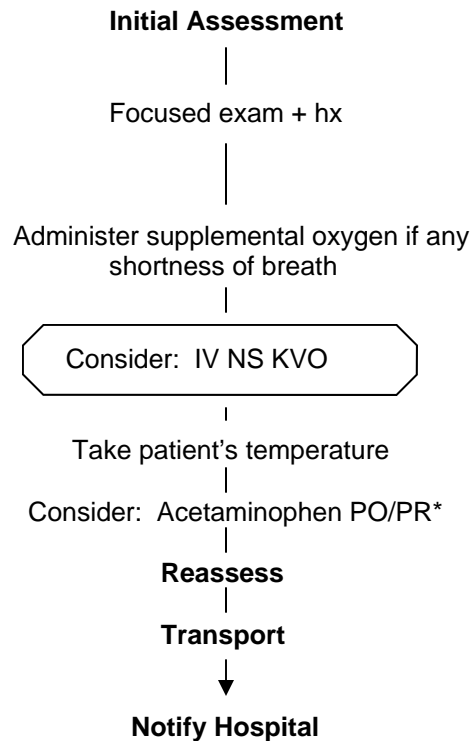 Initial Assessment
Focused exam + hx
Administer supplemental oxygen if any
shortness of breath
Consider: IV NS KVO
Take patient's temperature
Consider: Acetaminophen PO/PR*
Reassess
Transport
Notify Hospital